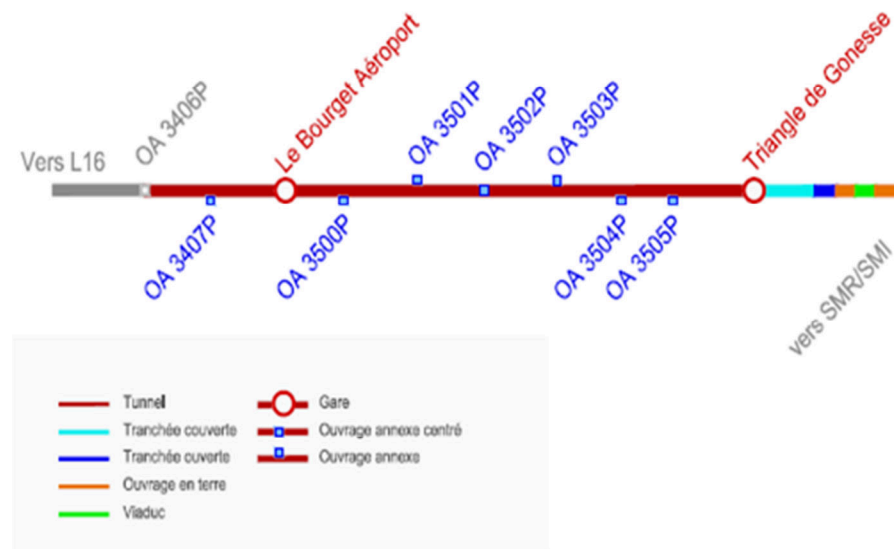 Vers L16
OA 3406P
OA 3407P
Le Bourget Aéroport
OA 3500P
OA 3501P
OA 3502P
OA 3503P
OA 3504P
OA 3505P
Triangle de Gonesse
vers SMR/SMI
Tunnel
Tranchée couverte
Tranchée ouverte
Ouvrage en terre
Viaduc
Gare
Ouvrage annexe centré
Ouvrage annexe